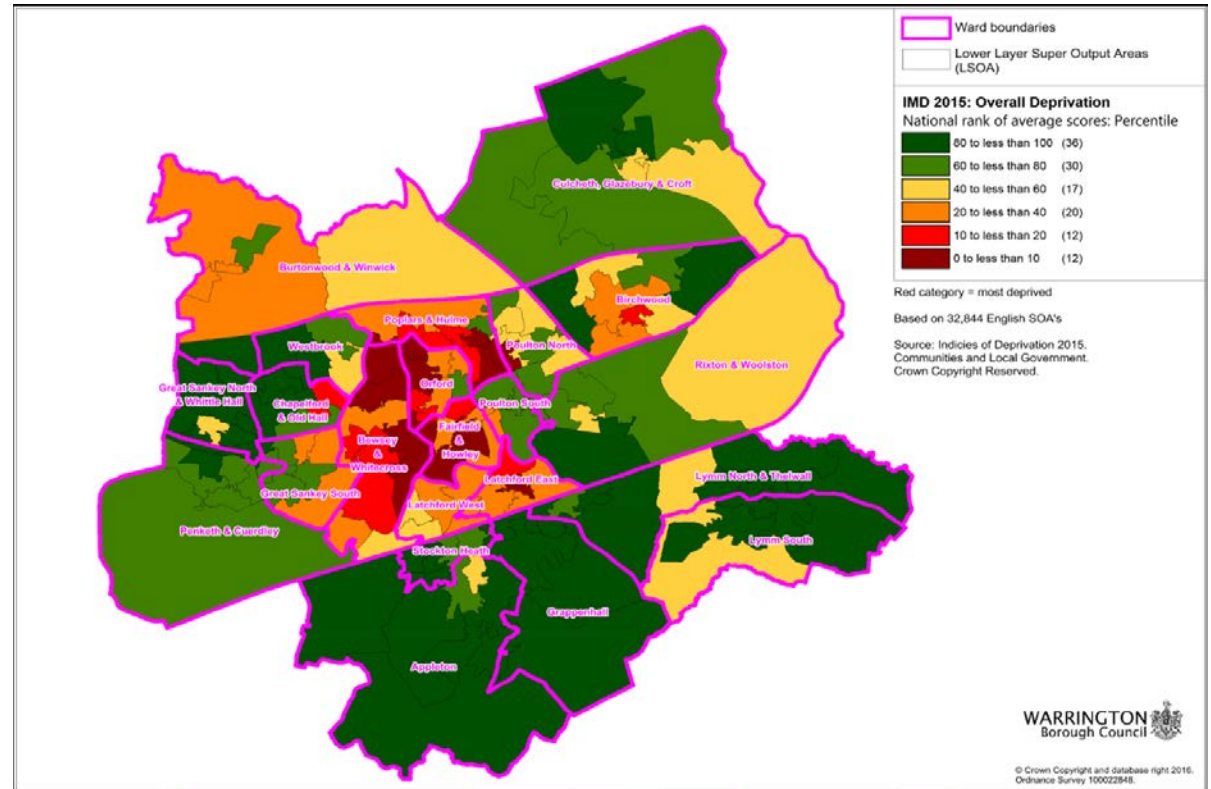 Ward boundaries
Lower Layer Super Output Areas
(LSOA)
IMD 2015: Overall Deprivation
National rank of average scores: Percentile
80 to less than 100 (36)
60 to less than 80 (30)
40 to less than 60 (17)
20 to less than 40 (20)
10 to less than 20 (12)
0 to less than 10 (12)
Red category = most deprived
Based on 32,844 English SOA's
Source: Indicies of Deprivation 2015.
Communities and Local Government.
Crown Copyright Reserved.
Culcheth, Glazebury & Croft
Burtonwood & Winwick
Birchwood
Poplars & Hulme
Poulton North
Westbrook
Rixton & Woolston
Orford
Great Sankey North
& Whittle Hall
Chapelford
& Old Hall
Poulton South
Fairfield
&
Howley
Bewsey
&
Whitecross
Latchford East
Lymm North & Thelwall
Great Sankey South
Latchford West
Penketh & Cuerdley
Lymm South
Stockton Heath
Grappenhall
Appleton
WARRINGTON
Borough Council
© Crown Copyright and database right 2016.
Ordnance Survey 100022848.